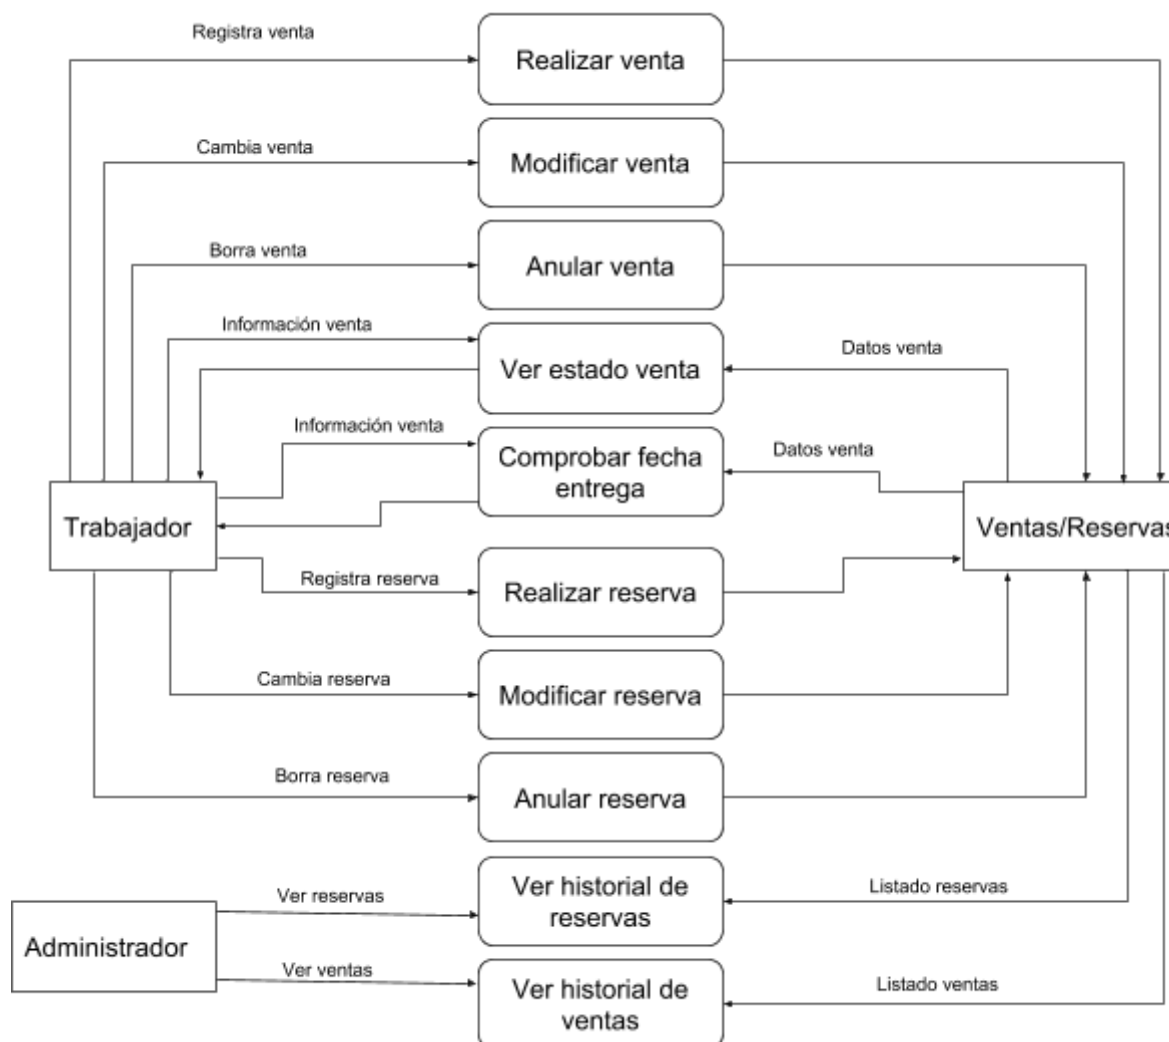 Registra venta
Realizar venta
Cambia venta
Modificar venta
Borra venta
Anular venta
Información venta
Ver estado venta
Datos venta
Información venta
Comprobar fecha
entrega
Datos venta
Trabajador
Ventas/Reservas
Registra reserva
Realizar reserva
Cambia reserva
Modificar reserva
Borra reserva
Anular reserva
Ver reservas
Ver historial de
reservas
Listado reservas
Administrador
Ver ventas
Ver historial de
ventas
Listado ventas